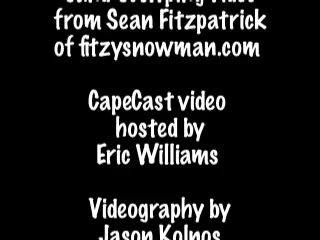 from Sean Fitzpatrick
of fitzysnowman.com
CapeCast video
hosted by
Eric Williams
Videography by
Jason Kolnos